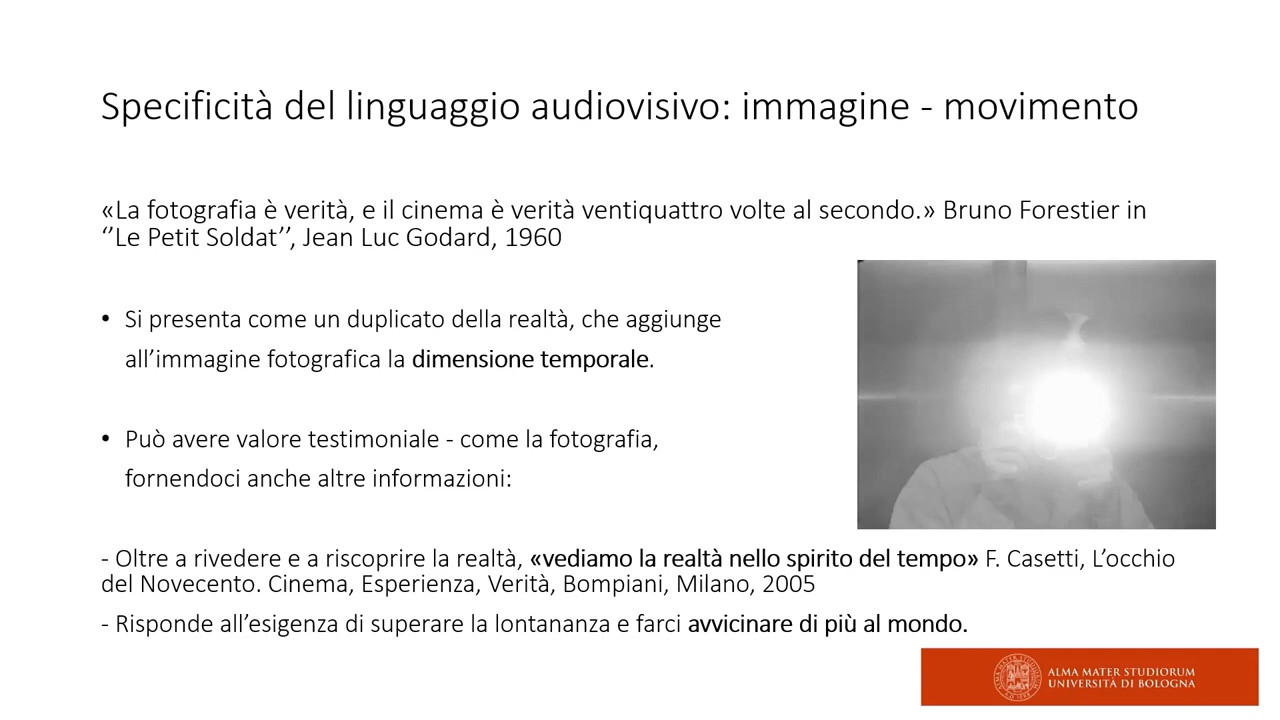 Specificità del linguaggio audiovisivo: immagine - movimento
«La fotografia è verità, e il cinema è verità ventiquattro volte al secondo.» Bruno Forestier in
‘’Le Petit Soldat’’, Jean Luc Godard, 1960
• Si presenta come un duplicato della realtà, che aggiunge
all’immagine fotografica la dimensione temporale.
• Può avere valore testimoniale - come la fotografia,
fornendoci anche altre informazioni:
- Oltre a rivedere e a riscoprire la realtà, «vediamo la realtà nello spirito del tempo» F. Casetti, L’occhio
del Novecento. Cinema, Esperienza, Verità, Bompiani, Milano, 2005
- Risponde all’esigenza di superare la lontananza e farci avvicinare di più al mondo.
ALMA MATER STUDIORUM
UNIVERSITÀ DI BOLOGNA